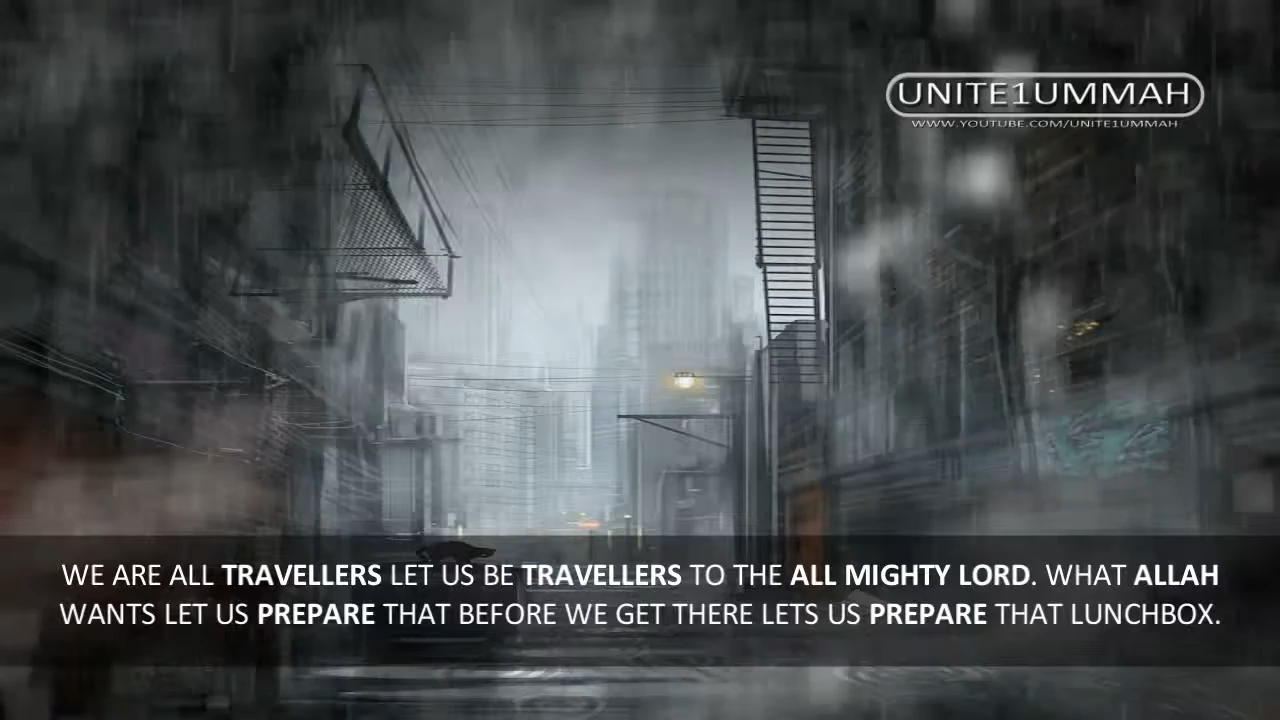 UNITE1UMMAH
WWW.YOUTUBE.COM/UNITE1UMMAH
WE ARE ALL TRAVELLERS LET US BE TRAVELLERS TO THE ALL MIGHTY LORD. WHAT ALLAH
WANTS LET US PREPARE THAT BEFORE WE GET THERE LETS US PREPARE THAT LUNCHBOX.